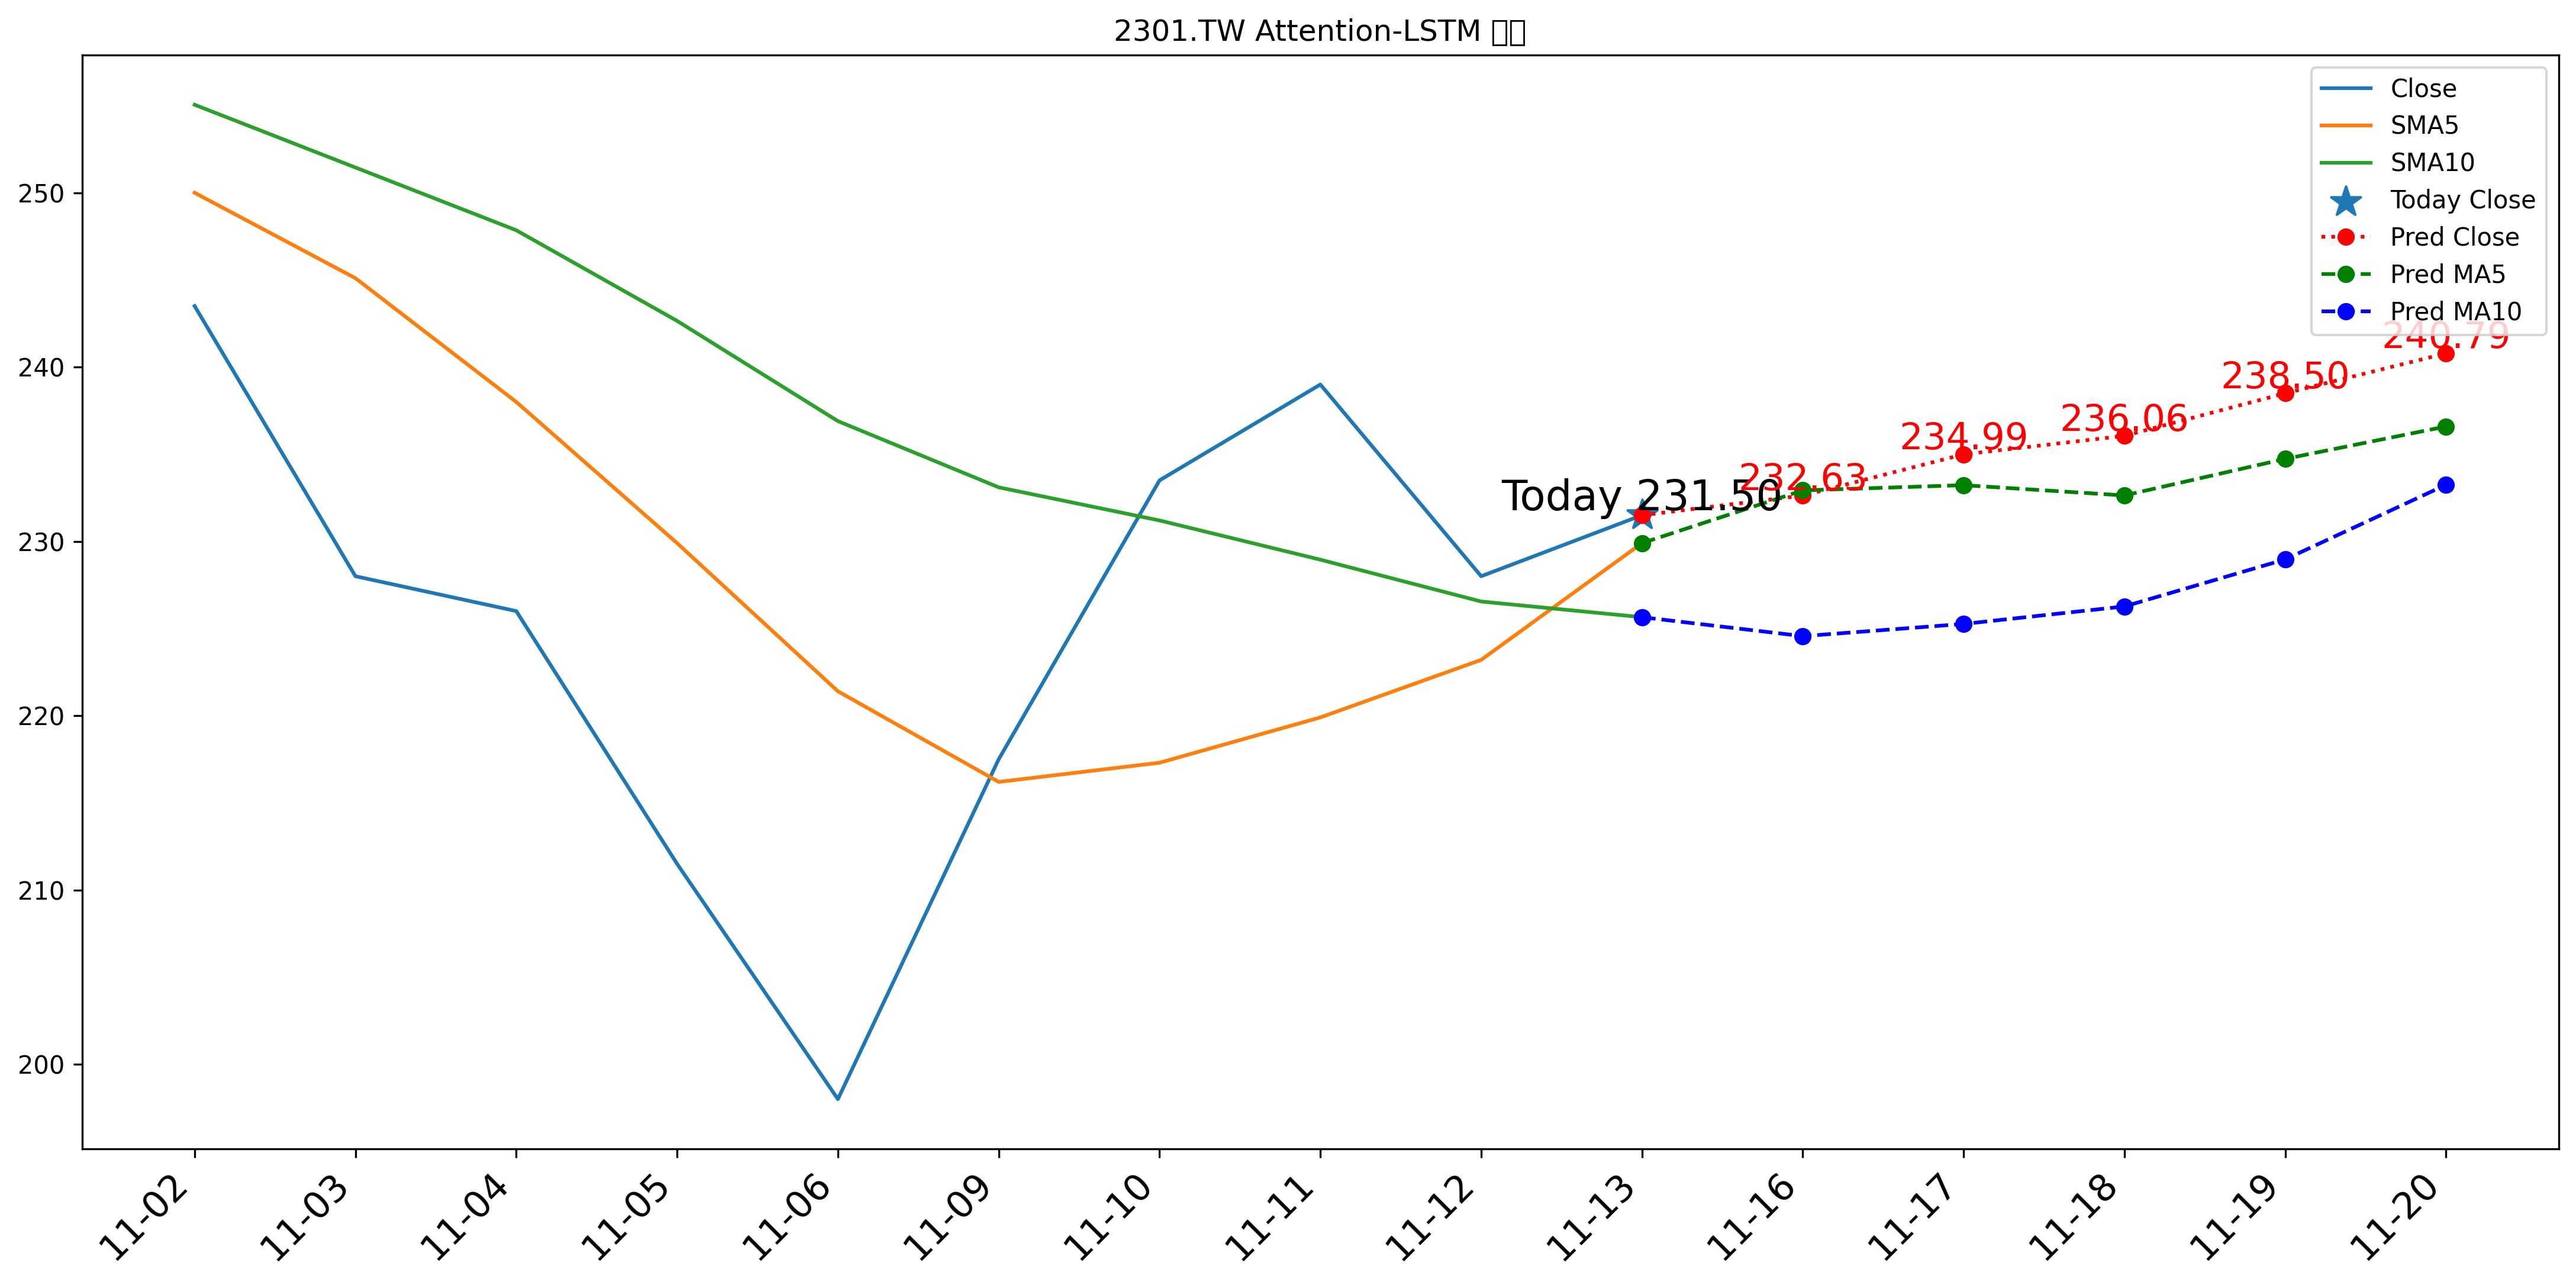 2301.TW Attention-LSTM
Close
SMA5
SMA10
Today Close
Pred Close
Pred MA5
Pred MA10
250
240
230
220
210
200
Today 231.50
232.63
234.99
236.06
238.50
240.79
11-02
11-03
11-04
11-05
11-06
11-09
11-10
11-11
11-12
11-13
11-16
11-17
11-18
11-19
11-20